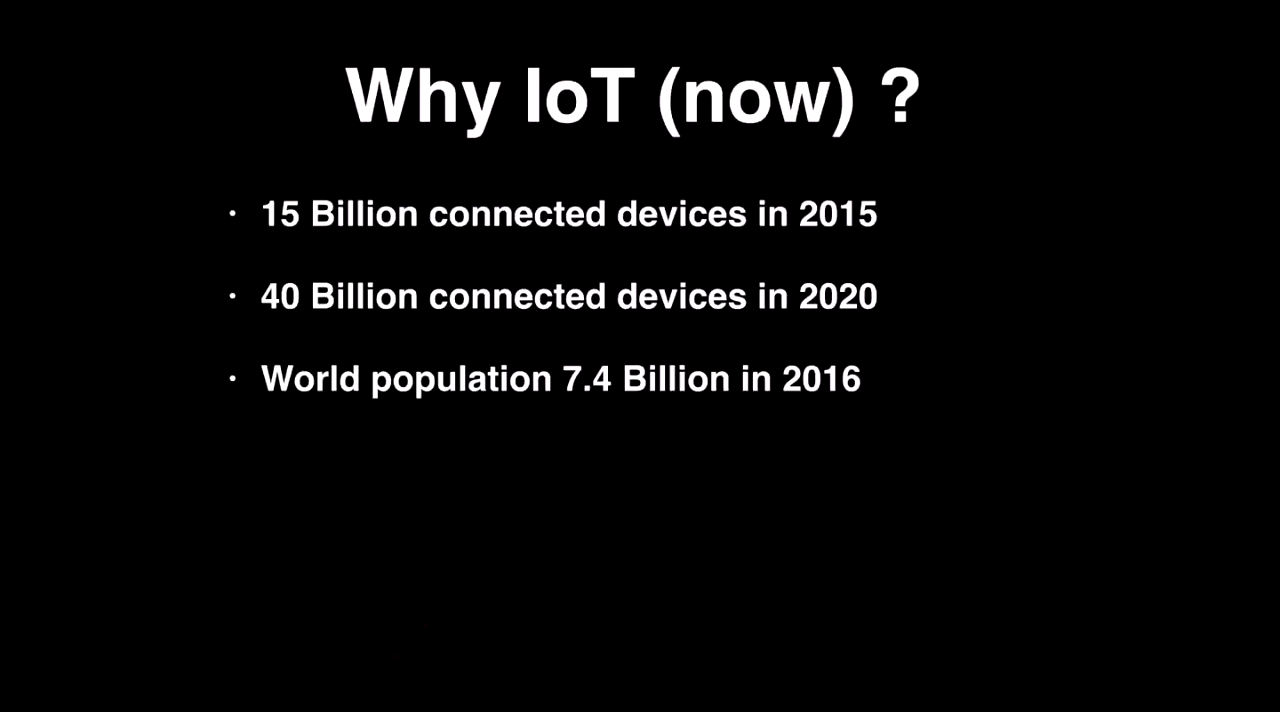 Why IoT (now) ?
• 15 Billion connected devices in 2015
• 40 Billion connected devices in 2020
• World population 7.4 Billion in 2016